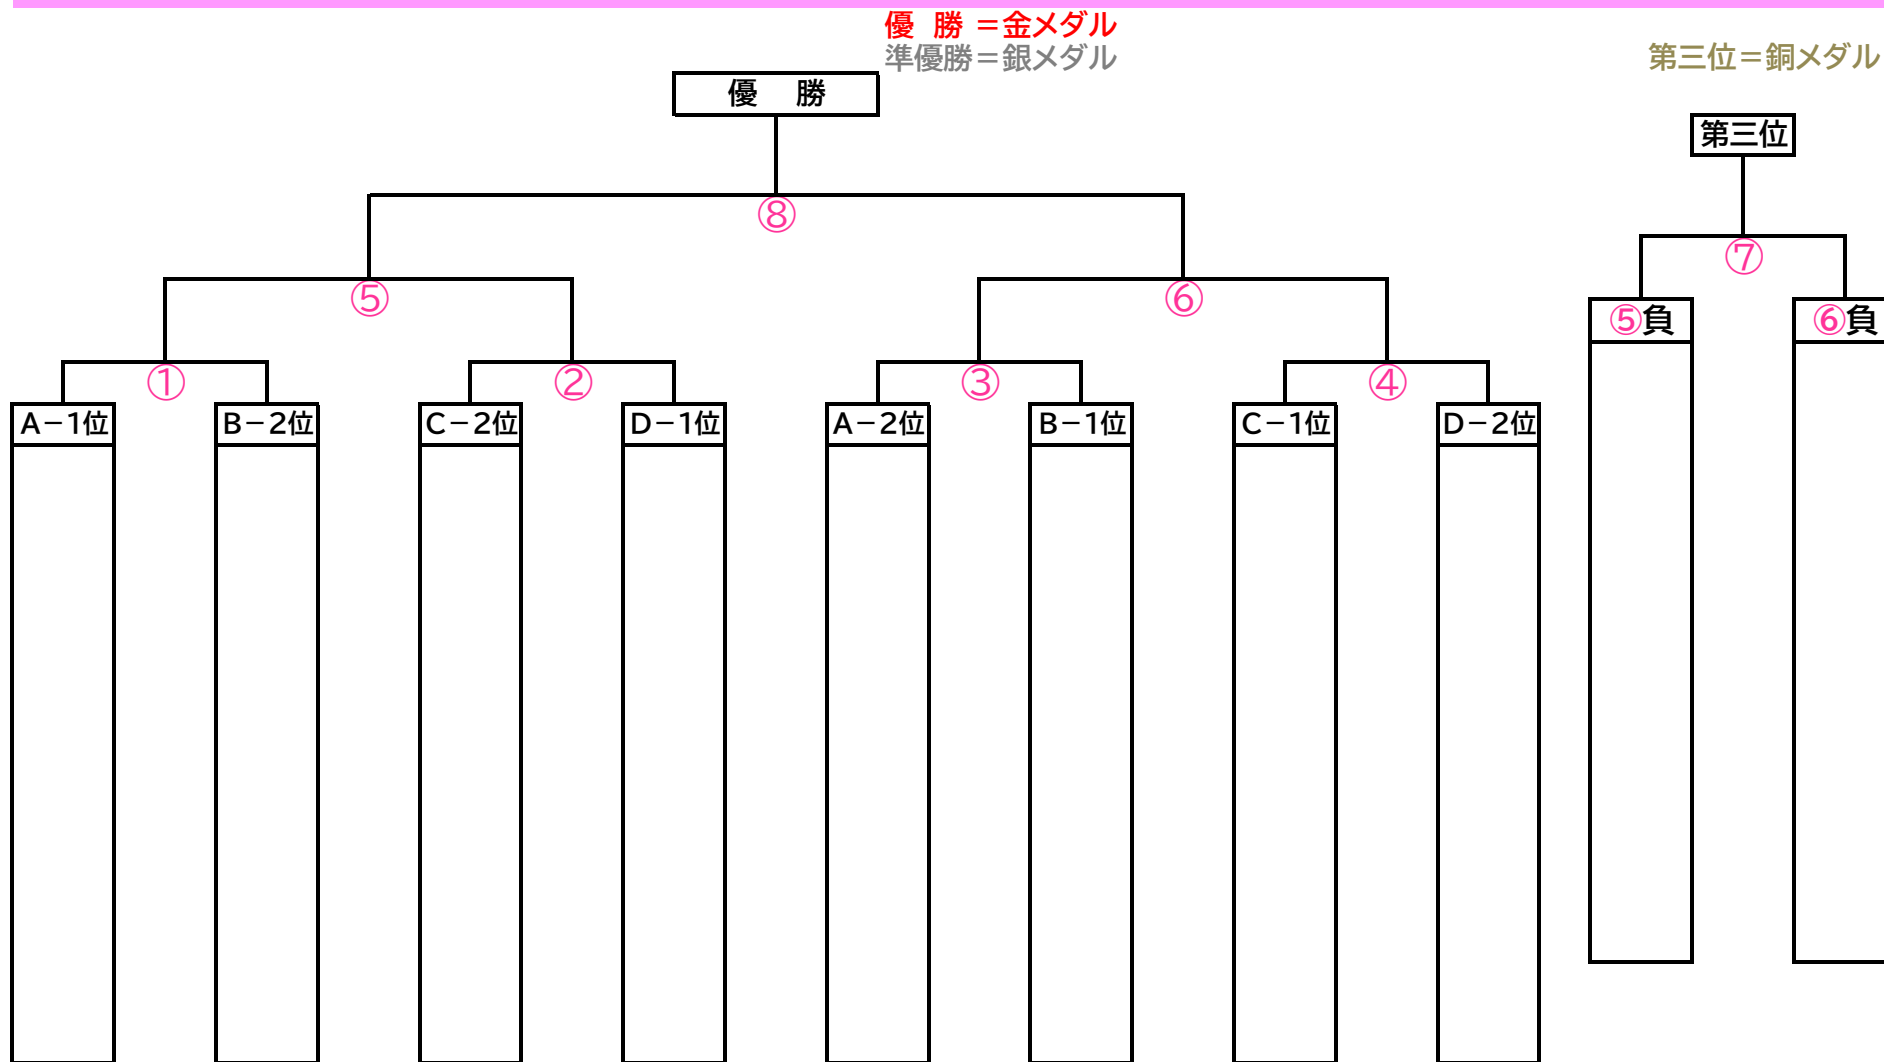 優 勝 ＝金メダル
準優勝＝銀メダル
第三位＝銅メダル
優 勝
第三位
⑧
⑦
⑤
⑥
⑤負
⑥負
①
②
③
④
A－1位
B－2位
C－2位
D－1位
A－2位
B－1位
C－1位
D－2位